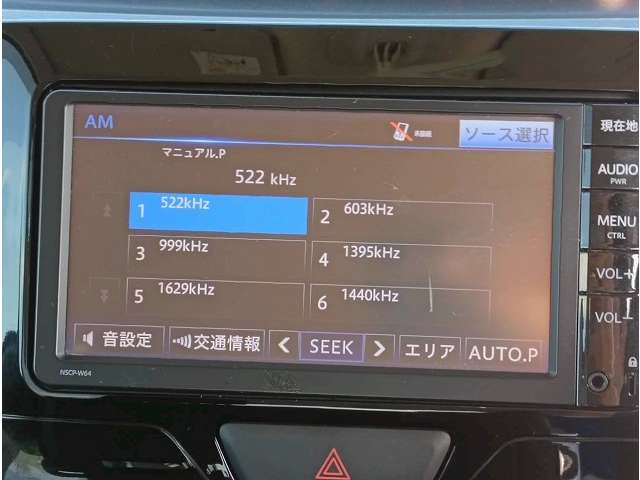 AM
ソース選択
マニュアル.P
522 kHz
1 522kHz
2 603kHz
3 999kHz
4 1395kHz
5 1629kHz
6 1440kHz
音設定
交通情報
< SEEK >
エリア
AUTO.P
NSCP-W64
現在地
AUDIO
PWR
MENU
CTRL
VOL+
VOL-